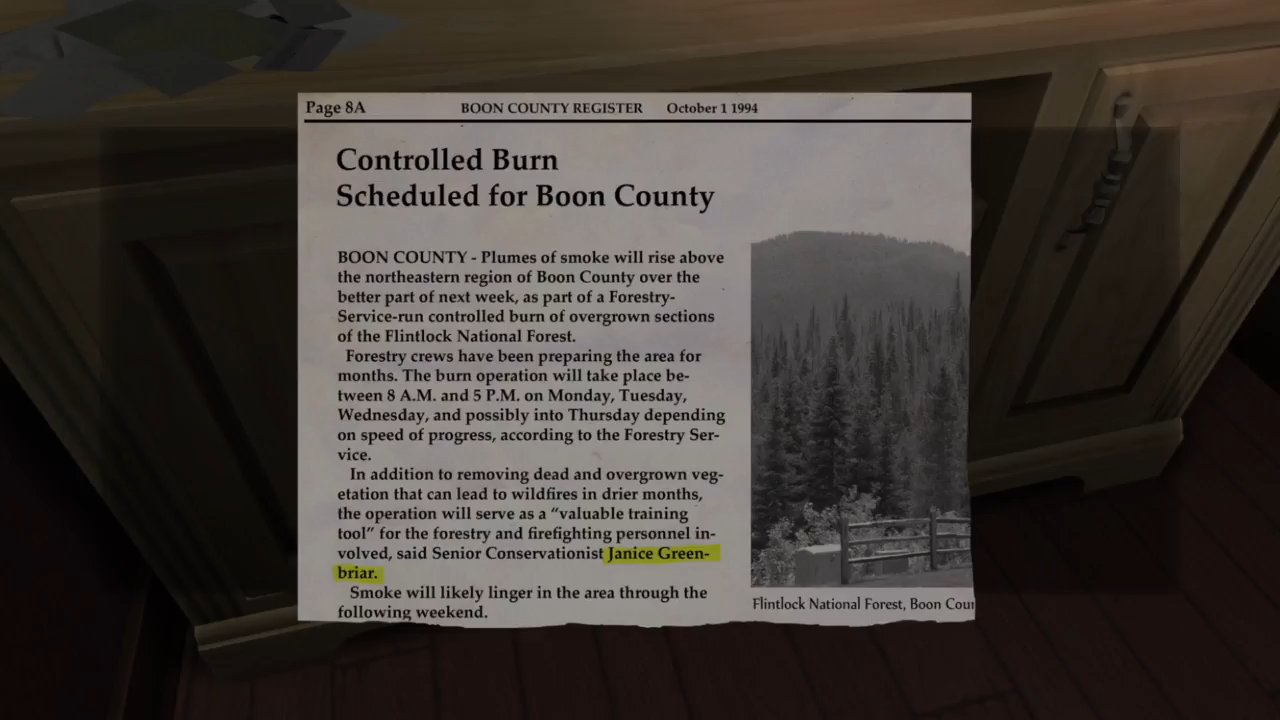 Page 8A BOON COUNTY REGISTER October 1 1994
Controlled Burn
Scheduled for Boon County
BOON COUNTY - Plumes of smoke will rise above
the northeastern region of Boon County over the
better part of next week, as part of a Forestry-
Service-run controlled burn of overgrown sections
of the Flintlock National Forest.
Forestry crews have been preparing the area for
months. The burn operation will take place be-
tween 8 A.M. and 5 P.M. on Monday, Tuesday,
Wednesday, and possibly into Thursday depending
on speed of progress, according to the Forestry Ser-
vice.
In addition to removing dead and overgrown veg-
etation that can lead to wildfires in drier months,
the operation will serve as a “valuable training
tool” for the forestry and firefighting personnel in-
volved, said Senior Conservationist Janice Green-
briar.
Smoke will likely linger in the area through the
following weekend.
Flintlock National Forest, Boon Coun